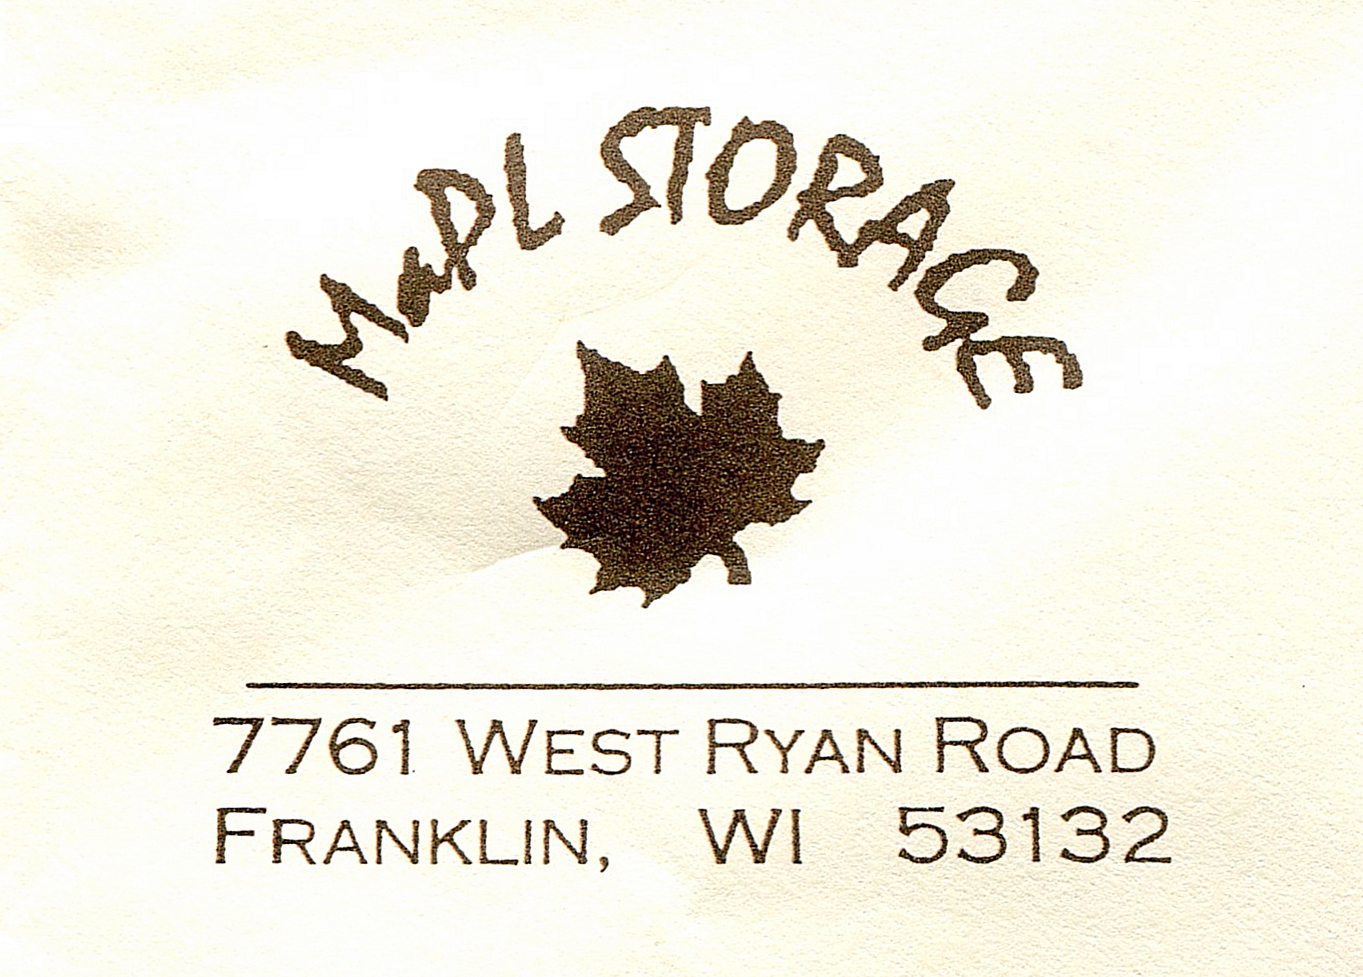 MaPL STORAGE
7761 WEST RYAN ROAD
FRANKLIN, WI 53132